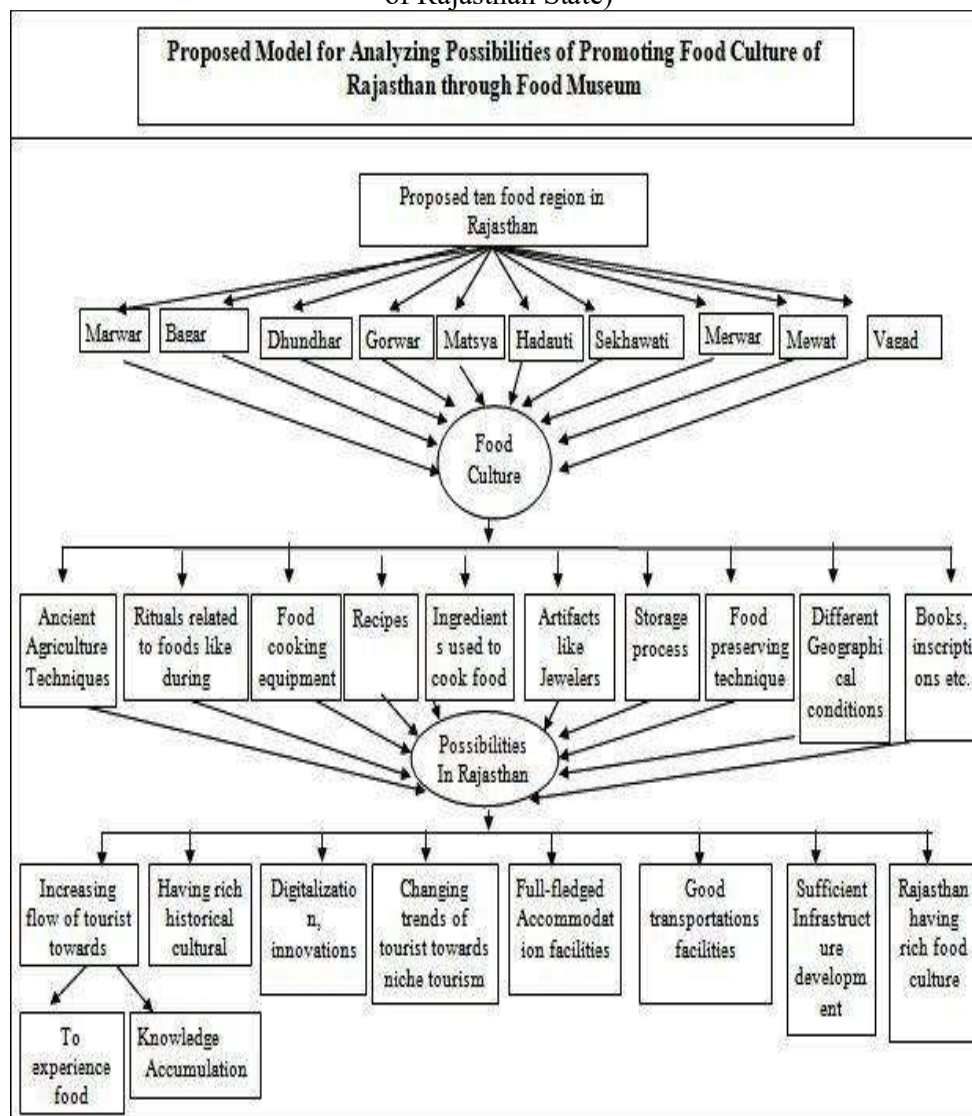 of Rajasthan State)
Proposed Model for Analyzing Possibilities of Promoting Food Culture of
Rajasthan through Food Museum
Proposed ten food region in
Rajasthan
Marwar
Bagar
Dhundhar
Gorwar
Matsya
Hadauti
Sekhawati
Merwar
Mewat
Vagad
Food
Culture
Ancient
Agriculture
Techniques
Rituals related
to foods like
during
Food
cooking
equipment
Recipes
Ingredient
s used to
cook food
Artifacts
like
Jewelers
Storage
process
Food
preserving
technique
Different
Geographi
cal
conditions
Books,
inscripti
ons etc.
Possibilities
In Rajasthan
Increasing
flow of tourist
towards
Having rich
historical
cultural
Digitalizatio
n,
innovations
Changing
trends of
tourist towards
niche tourism
Full-fledged
Accommodat
ion facilities
Good
transportations
facilities
Sufficient
Infrastruct
ure
developm
ent
Rajasthan
having
rich food
culture
To
experience
food
Knowledge
Accumulation